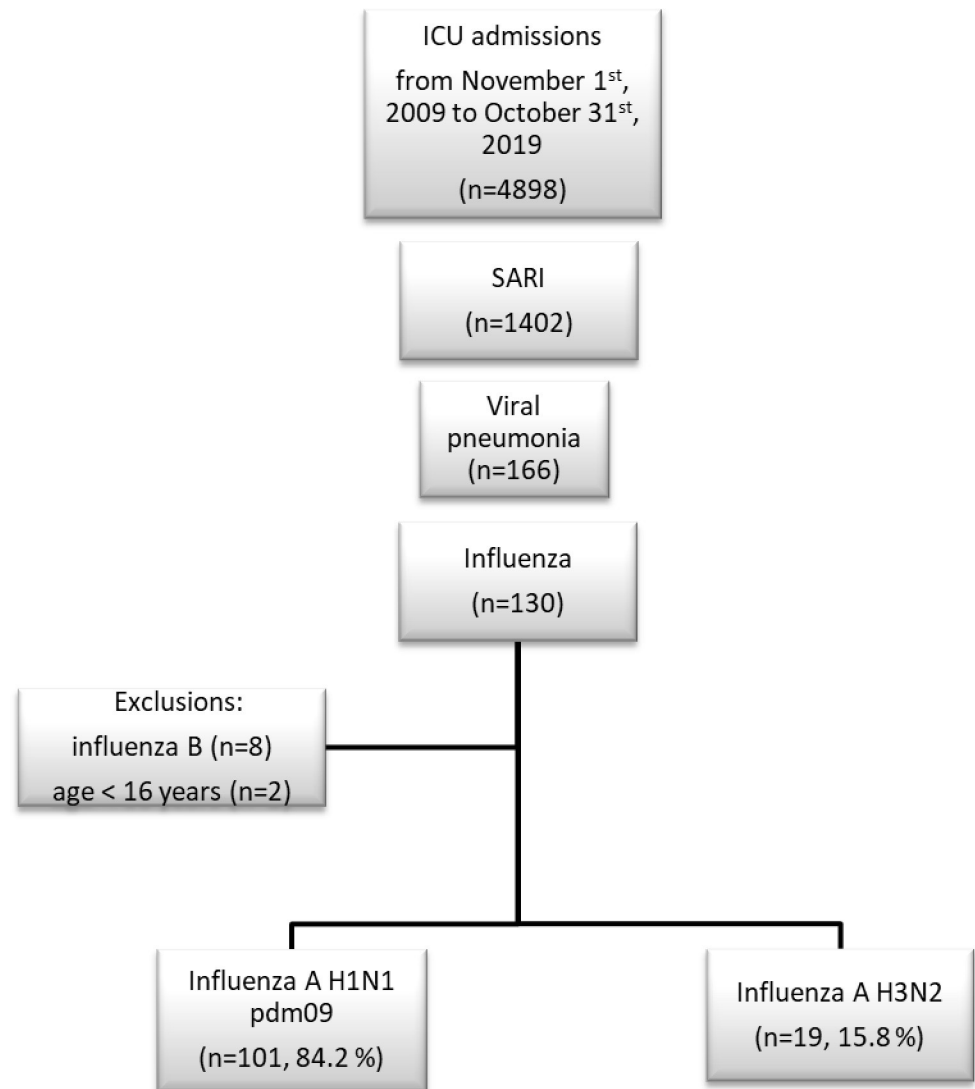 ICU admissions
from November 1st,
2009 to October 31st,
2019
(n=4898)
SARI
(n=1402)
Viral
pneumonia
(n=166)
Influenza
(n=130)
Exclusions:
influenza B (n=8)
age < 16 years (n=2)
Influenza A H1N1
pdm09
(n=101, 84.2 %)
Influenza A H3N2
(n=19, 15.8 %)